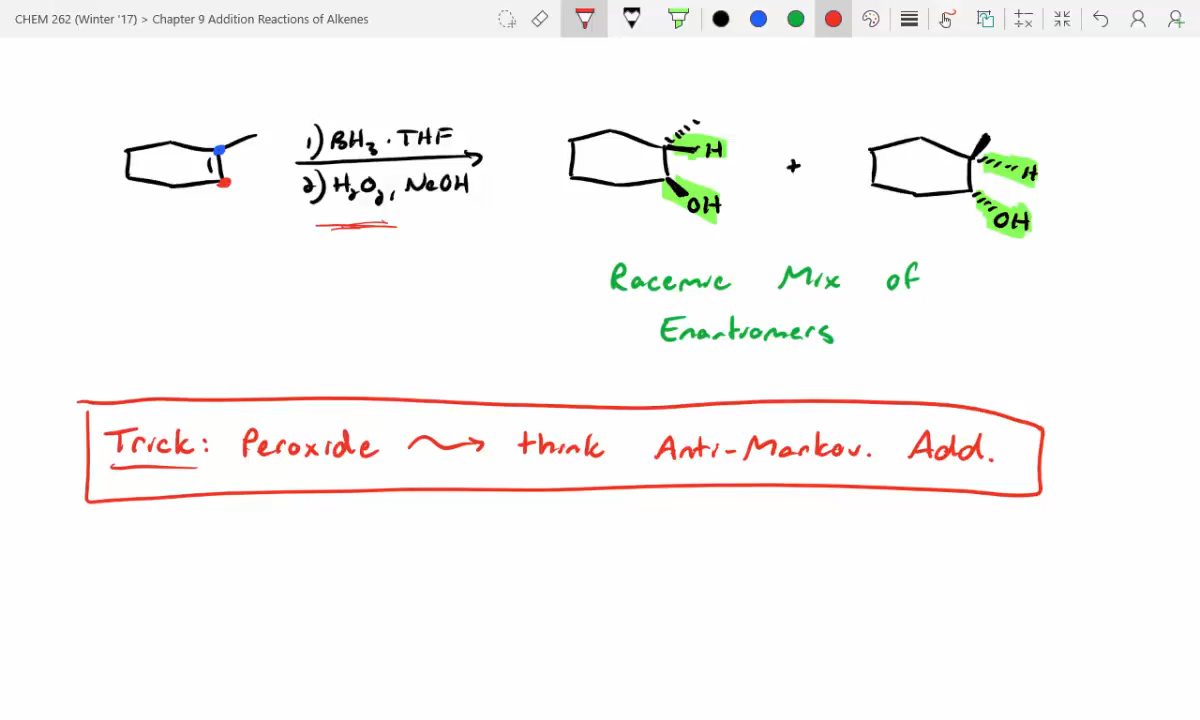 CHEM 262 (Winter '17) > Chapter 9 Addition Reactions of Alkenes
1) BH3 · THF
2) H2O2, NaOH
H
OH
+
H
OH
Racemic Mix of
Enantiomers
Trick: Peroxide ⟿ think Anti-Markov. Add.